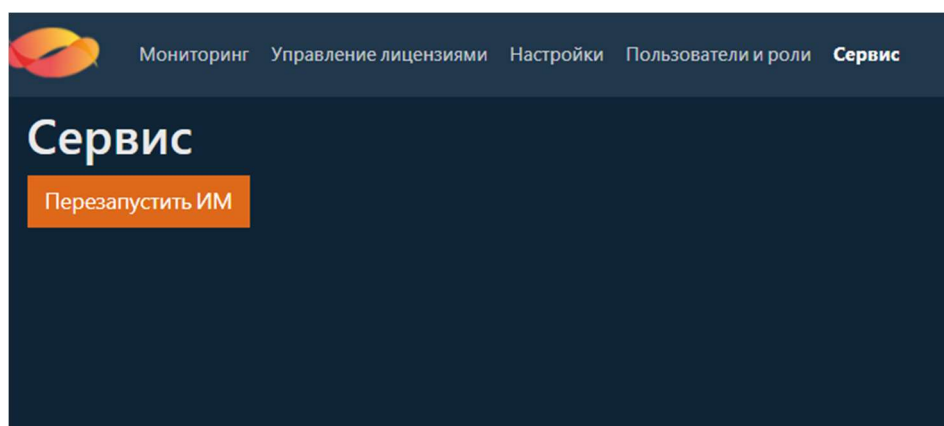 Мониторинг Управление лицензиями Настройки Пользователи и роли Сервис
Сервис
Перезапустить ИМ